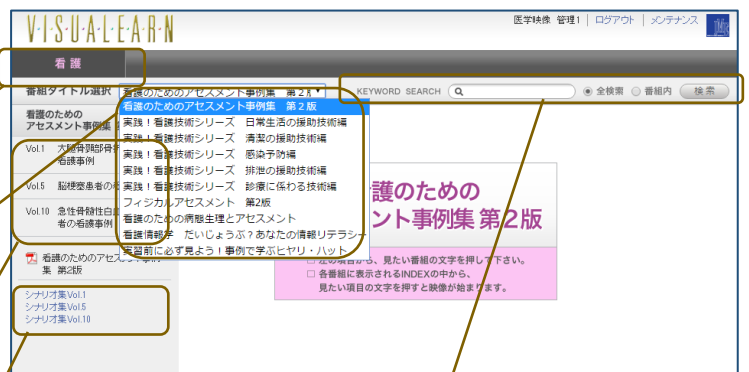 V·I·S·U·A·L·E·A·R·N
医学映像 管理1 | ログアウト | メンテナンス
看 護
番組タイトル選択
看護のためのアセスメント事例集 第2
KEYWORD SEARCH
全検索
番組内
検 索
看護のためのアセスメント事例集 第2版
実践！看護技術シリーズ 日常生活の援助技術編
実践！看護技術シリーズ 清潔の援助技術編
実践！看護技術シリーズ 感染予防編
実践！看護技術シリーズ 排泄の援助技術編
実践！看護技術シリーズ 診療に係わる技術編
フィジカルアセスメント 第2版
看護のための病態生理とアセスメント
看護情報学 だいじょうぶ？あなたの情報リテラシー
実習前に必ず見よう！事例で学ぶヒヤリ・ハット
看護のための
アセスメント事例集
Vol.1 大腿骨頸部骨
看護事例
Vol.5 脳梗塞患者の
Vol.10 急性骨髄性白
者の看護事例
看護のためのアセスメント事例
集 第2版
シナリオ集Vol.1
シナリオ集Vol.5
シナリオ集Vol.10
護のための
ント事例集 第2版
□ 左の項目から、見たい番組の文字を押して下さい。
□ 各番組に表示されるINDEXの中から、
見たい項目の文字を押すと映像が始まります。